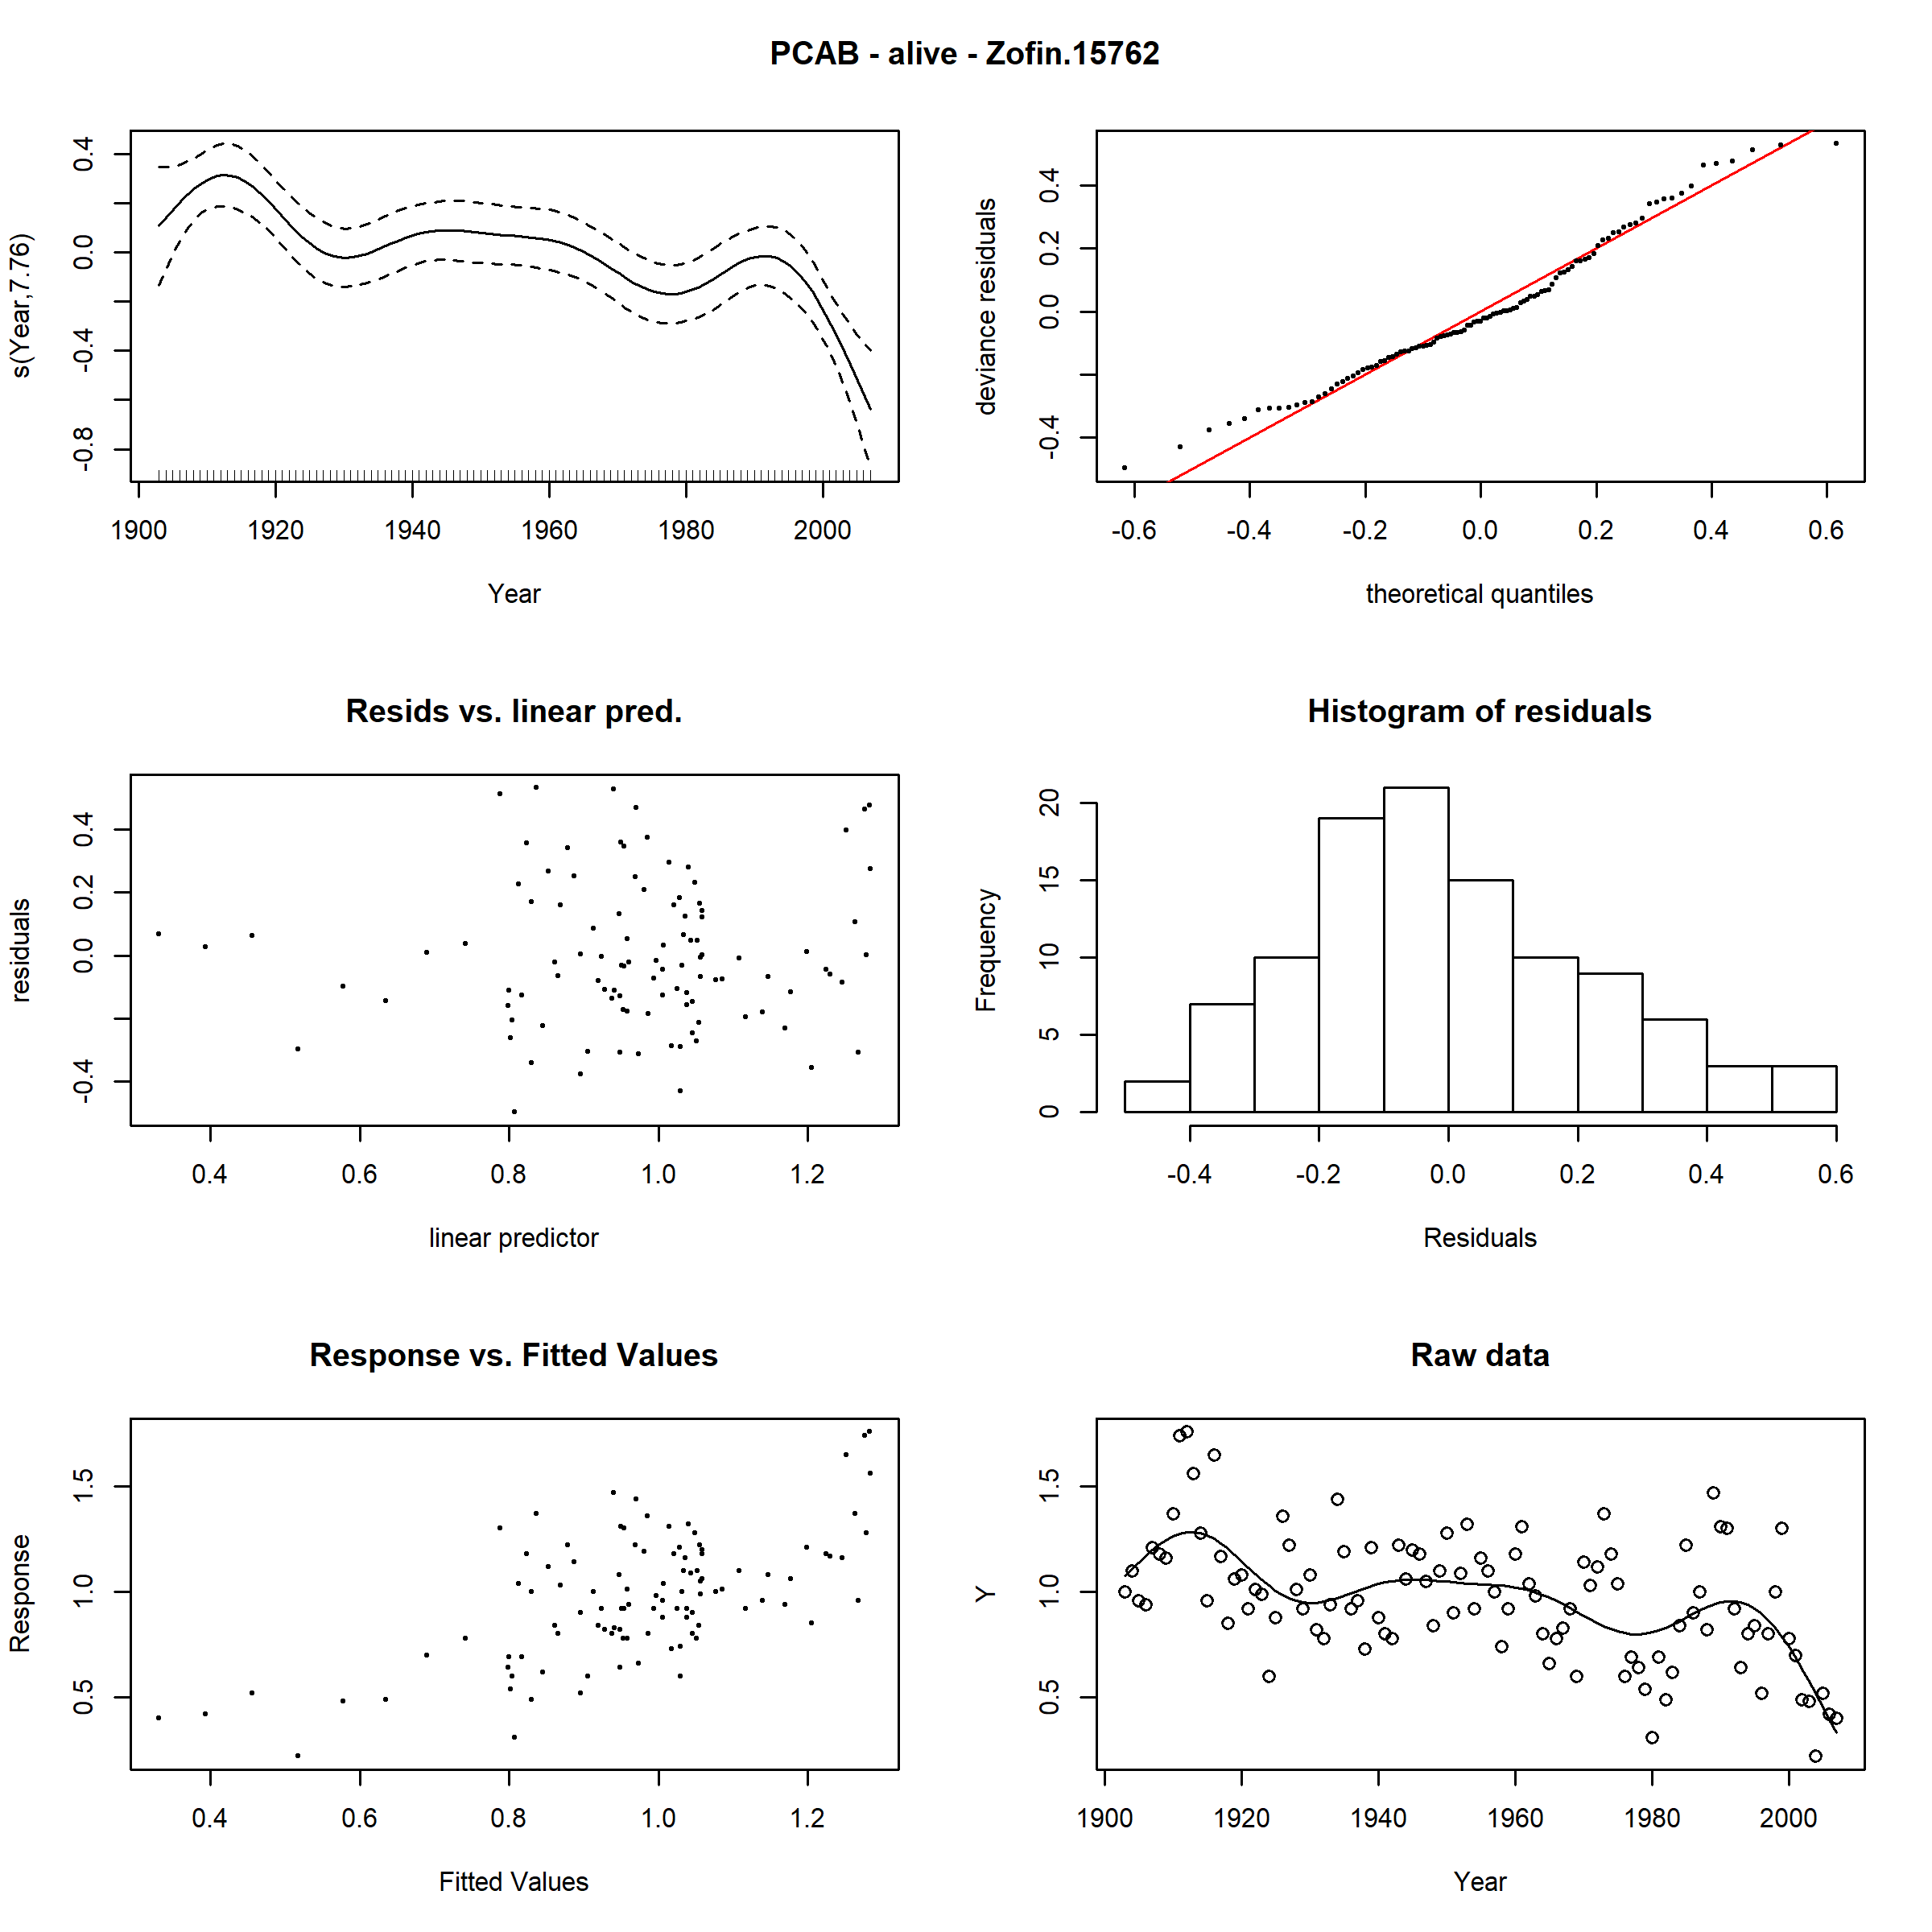 PCAB - alive - Zofin.15762
s(Year,7.76)
0.4
0.0
-0.4
-0.8
1900 1920 1940 1960 1980 2000
Year
deviance residuals
0.4
0.2
0.0
-0.4
-0.6 -0.4 -0.2 0.0 0.2 0.4 0.6
theoretical quantiles
Resids vs. linear pred.
residuals
0.4
0.2
0.0
-0.4
0.4 0.6 0.8 1.0 1.2
linear predictor
Histogram of residuals
Frequency
20
15
10
5
0
-0.4 -0.2 0.0 0.2 0.4 0.6
Residuals
Response vs. Fitted Values
Response
1.5
1.0
0.5
0.4 0.6 0.8 1.0 1.2
Fitted Values
Raw data
Y
1.5
1.0
0.5
1900 1920 1940 1960 1980 2000
Year